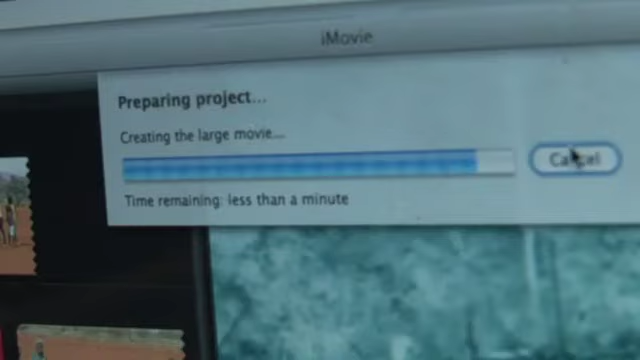 iMovie
Preparing project...
Creating the large movie...
Cancel
Time remaining: less than a minute